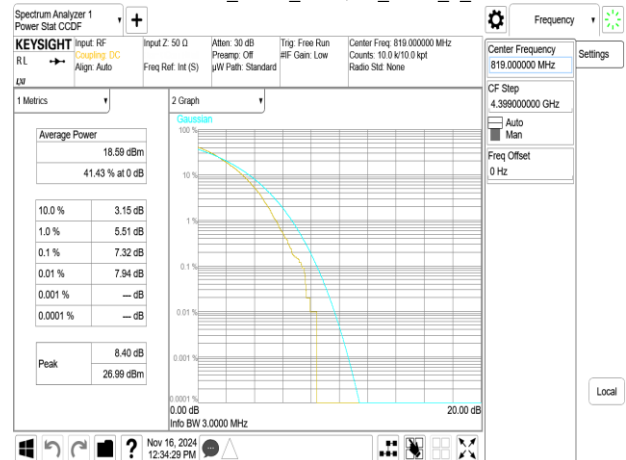 Spectrum Analyzer 1
Power Stat CCDF
Frequency
KEYSIGHT
Input: RF
Coupling: DC
Align: Auto
Input Z: 50 Ω
Freq Ref: Int (S)
Atten: 30 dB
Preamp: Off
µW Path: Standard
Trig: Free Run
#IF Gain: Low
Center Freq: 819.000000 MHz
Counts: 10.0 k/10.0 kpt
Radio Std: None
RL
LXI
Center Frequency
819.000000 MHz
Settings
CF Step
4.399000000 GHz
Auto
Man
Freq Offset
0 Hz
Local
1 Metrics
Average Power
18.59 dBm
41.43 % at 0 dB
10.0 % 3.15 dB
1.0 % 5.51 dB
0.1 % 7.32 dB
0.01 % 7.94 dB
0.001 % --- dB
0.0001 % --- dB
Peak
8.40 dB
26.99 dBm
2 Graph
Gaussian
100 %
10 %
1 %
0.1 %
0.01 %
0.001 %
0.0001 %
0.00 dB 20.00 dB
Info BW 3.0000 MHz
?
Nov 16, 2024
12:34:29 PM